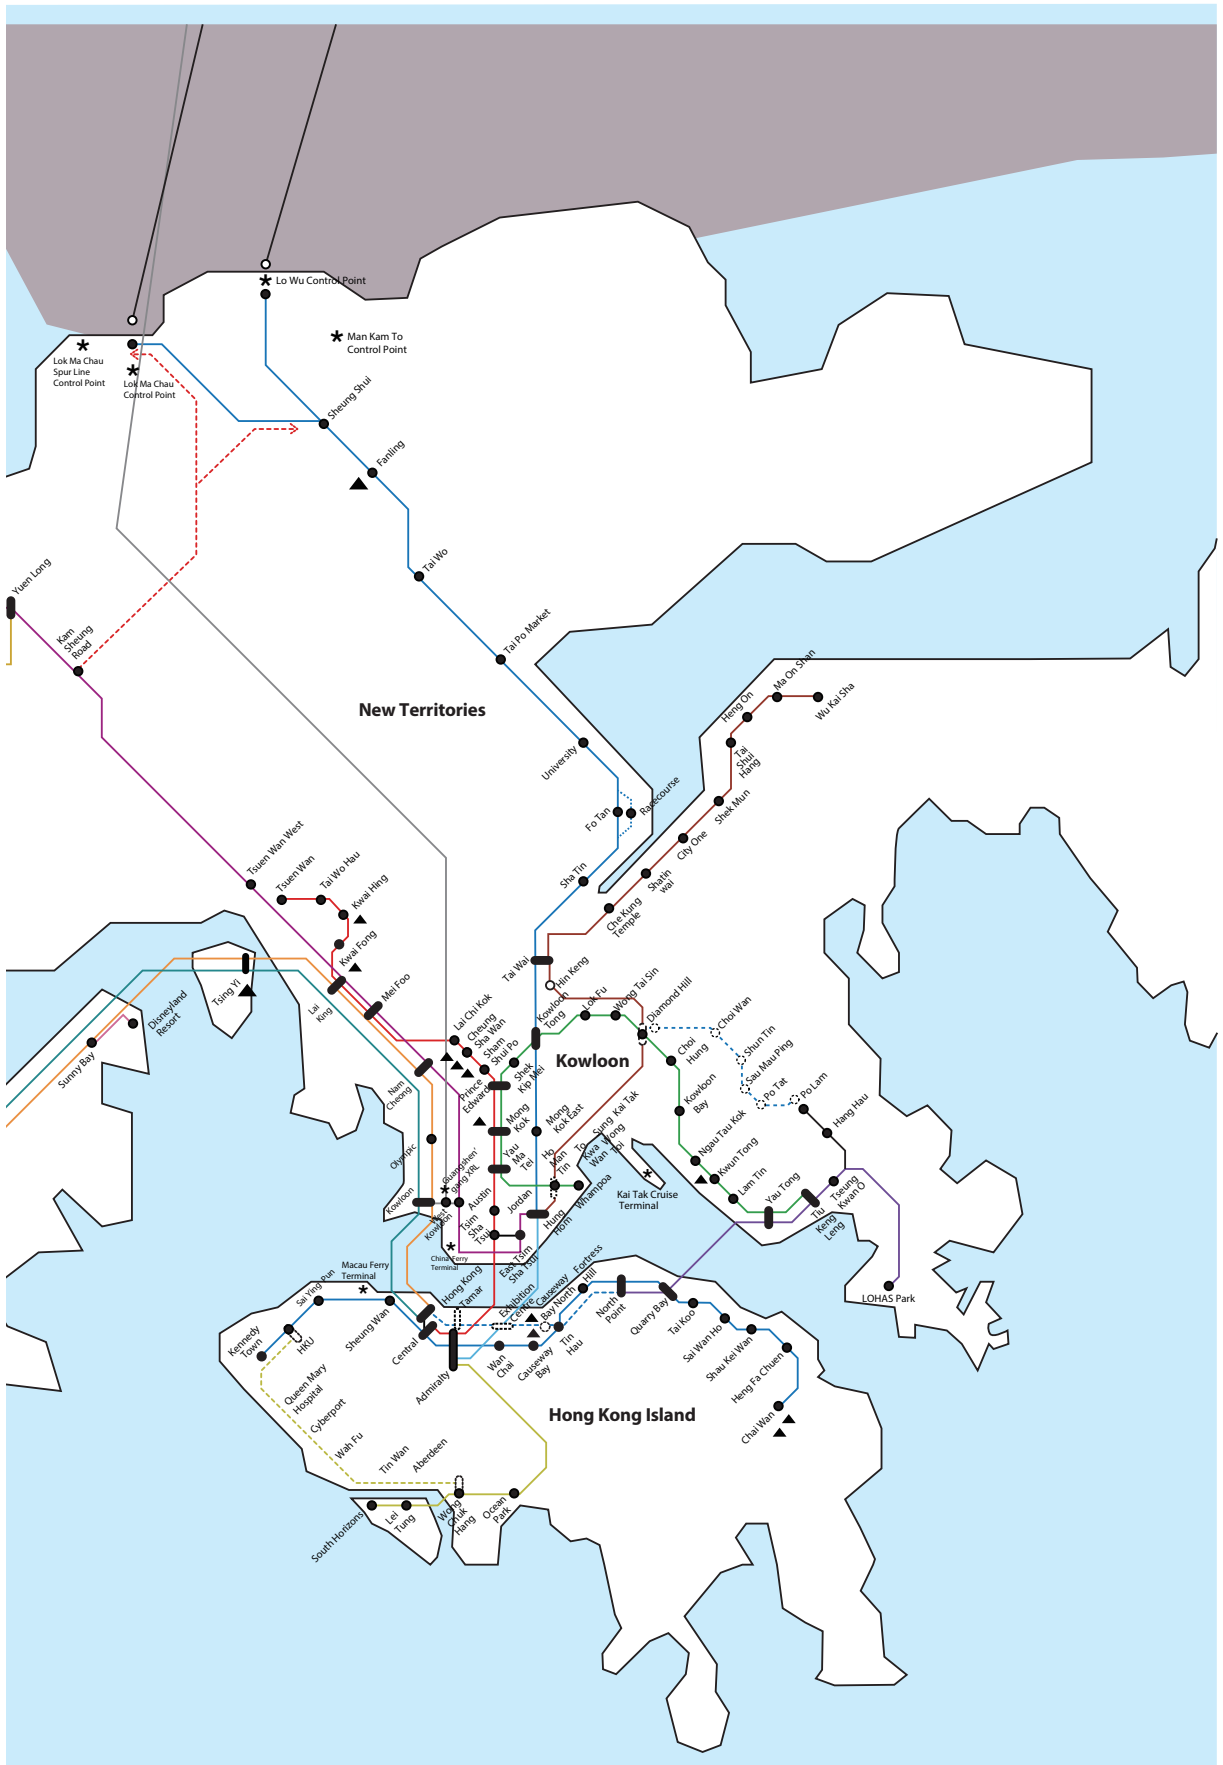 Lo Wu Control Point
Man Kam To
Control Point
Lok Ma Chau
Spur Line
Control Point
Lok Ma Chau
Control Point
Sheung Shui
Fanling
Tai Wo
Yuen Long
Kam
Sheung
Road
Tai Po Market
New Territories
Ma On Shan
Wu Kai Sha
Heng On
University
Tai
Shui
Hang
Racecourse
Fo Tan
Shek Mun
City One
Tsuen Wan West
Tsuen Wan
Tai Wo Hau
Kwai Hing
Sha Tin
Shatin
wai
Che Kung
Temple
Kwai Fong
Tai Wai
Hin Keng
Tsing Yi
Lai
King
Mei Foo
Disneyland
Resort
Sunny Bay
Lai Chi Kok
Cheung
Sha Wan
Sham
Shui Po
Kowloon
Tong
Lok Fu
Wong Tai Sin
Diamond Hill
Choi Wan
Shun Tin
Sau Mau Ping
Po Tat
Po Lam
Hang Hau
Choi
Hung
Kowloon
Shek
Kip Mei
Prince
Edward
Nam
Cheong
Kowloon
Bay
Mong
Kok
Mong
Kok East
Kai Tak
Sung
Wong
Toi
To
Kwa
Wan
Ho
Man
Tin
Ngau Tau Kok
Kwun Tong
Lam Tin
Yau Tong
Tiu
Keng
Leng
Tseung
Kwan O
Olympic
Yau
Ma
Tei
Guangshen'
gang XRL
Kowloon
West
Kowloon
Austin
Jordan
Whampoa
Kai Tak Cruise
Terminal
Tsim
Sha
Tsui
Hung
Hom
East Tsim
Sha Tsui
China Ferry
Terminal
LOHAS Park
Macau Ferry
Terminal
Sai Ying Pun
Sheung Wan
Hong Kong
Tamar
Exhibition
Centre
Causeway
Bay North
Fortress
Hill
North
Point
Quarry Bay
Tai Koo
Sai Wan Ho
Shau Kei Wan
Heng Fa Chuen
Chai Wan
Kennedy
Town
HKU
Central
Admiralty
Wan
Chai
Causeway
Bay
Tin
Hau
Queen Mary
Hospital
Cyberport
Wah Fu
Tin Wan
Aberdeen
Hong Kong Island
South Horizons
Lei
Tung
Wong
Chuk
Hang
Ocean
Park